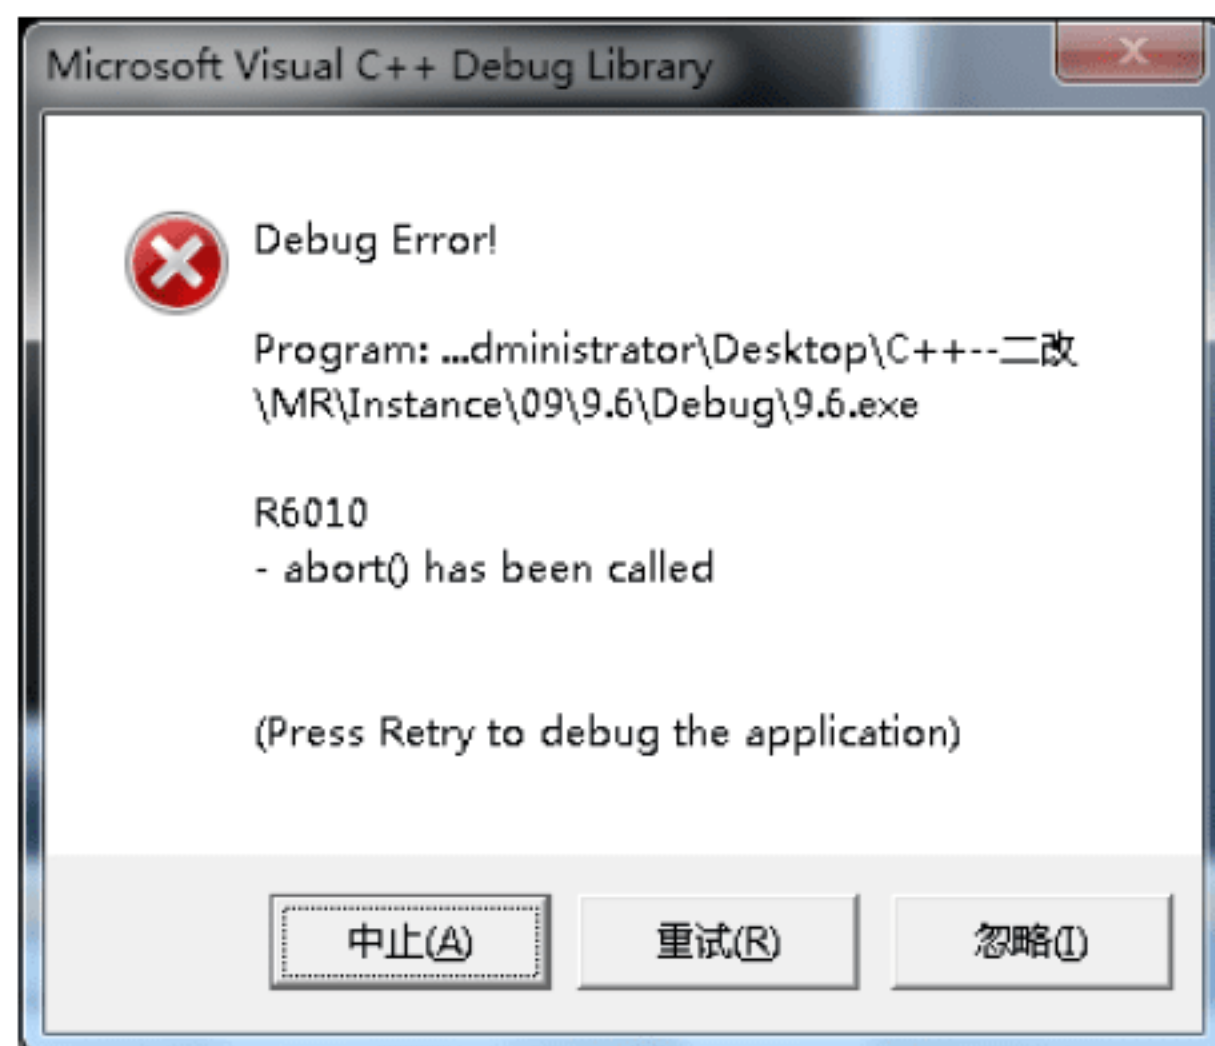 Microsoft Visual C++ Debug Library
Debug Error!
Program: ...dministrator\Desktop\C++--二改
\MR\Instance\09\9.6\Debug\9.6.exe
R6010
- abort() has been called
(Press Retry to debug the application)
中止(A)
重试(R)
忽略(I)